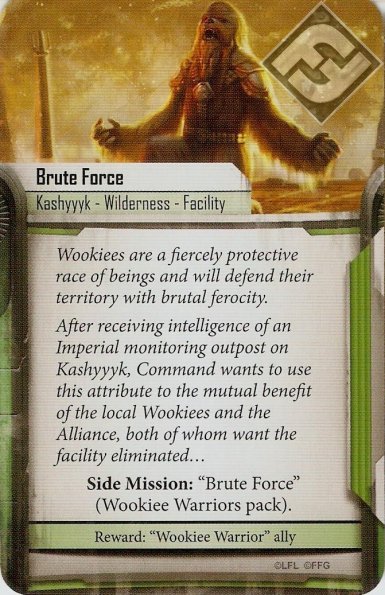 Brute Force
Kashyyyk - Wilderness - Facility
Wookiees are a fiercely protective
race of beings and will defend their
territory with brutal ferocity.
After receiving intelligence of an
Imperial monitoring outpost on
Kashyyyk, Command wants to use
this attribute to the mutual benefit
of the local Wookiees and the
Alliance, both of whom want the
facility eliminated…
Side Mission: “Brute Force”
(Wookiee Warriors pack).
Reward: “Wookiee Warrior” ally
©LFL ©FFG